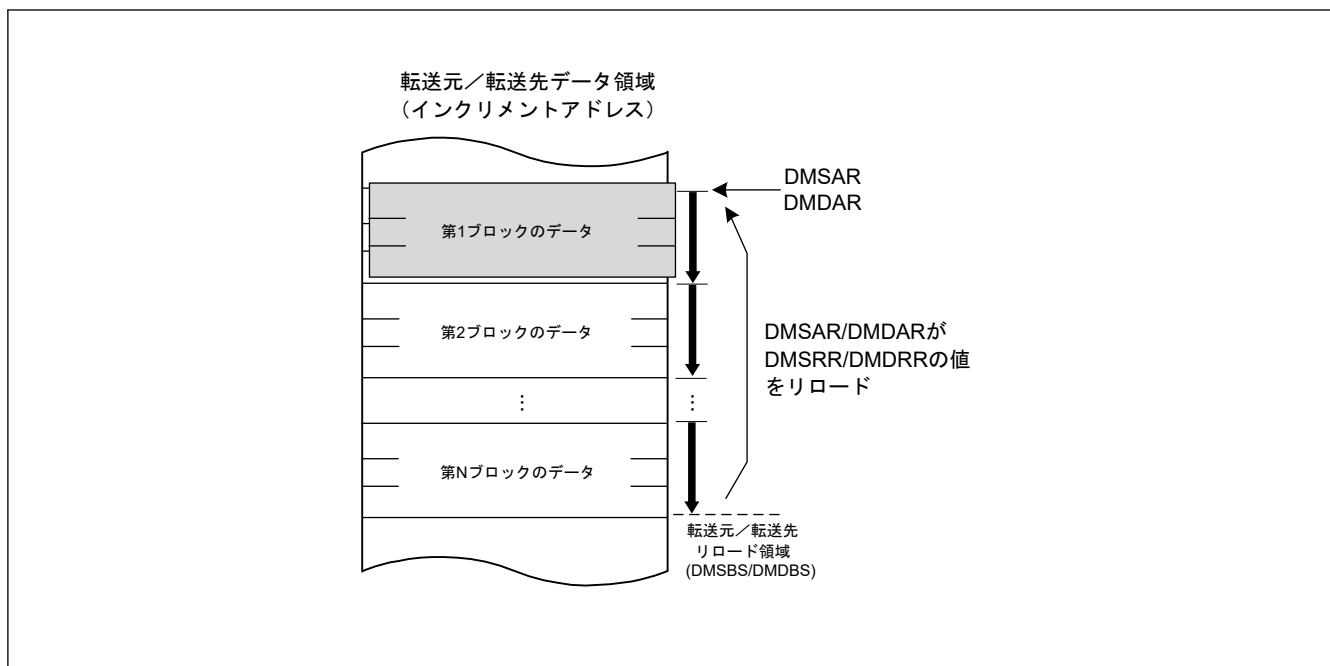 転送元／転送先データ領域
（インクリメントアドレス）
DMSAR
DMDAR
第1ブロックのデータ
第2ブロックのデータ
DMSAR/DMDARが
DMSRR/DMDRRの値
をリロード
⋮ ⋮
第Nブロックのデータ
転送元／転送先
リロード領域
(DMSBS/DMDBS)